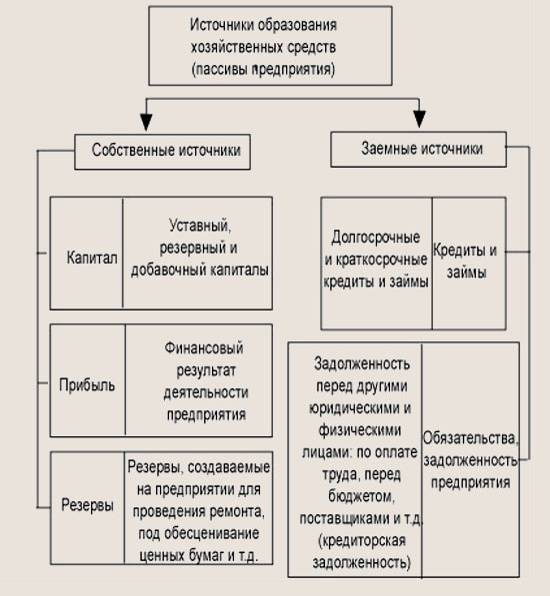 Источники образования
хозяйственных средств
(пассивы предприятия)
Собственные источники
Заемные источники
Капитал
Уставный,
резервный и
добавочный капиталы
Долгосрочные
и краткосрочные
кредиты и займы
Кредиты и
займы
Прибыль
Финансовый
результат
деятельности
предприятия
Задолженность
перед другими
юридическими и
физическими
лицами: по оплате
труда, перед
бюджетом,
поставщиками и т.д.
(кредиторская
задолженность)
Обязательства,
задолженность
предприятия
Резервы
Резервы, создаваемые
на предприятии для
проведения ремонта,
под обесценивание
ценных бумаг и т.д.